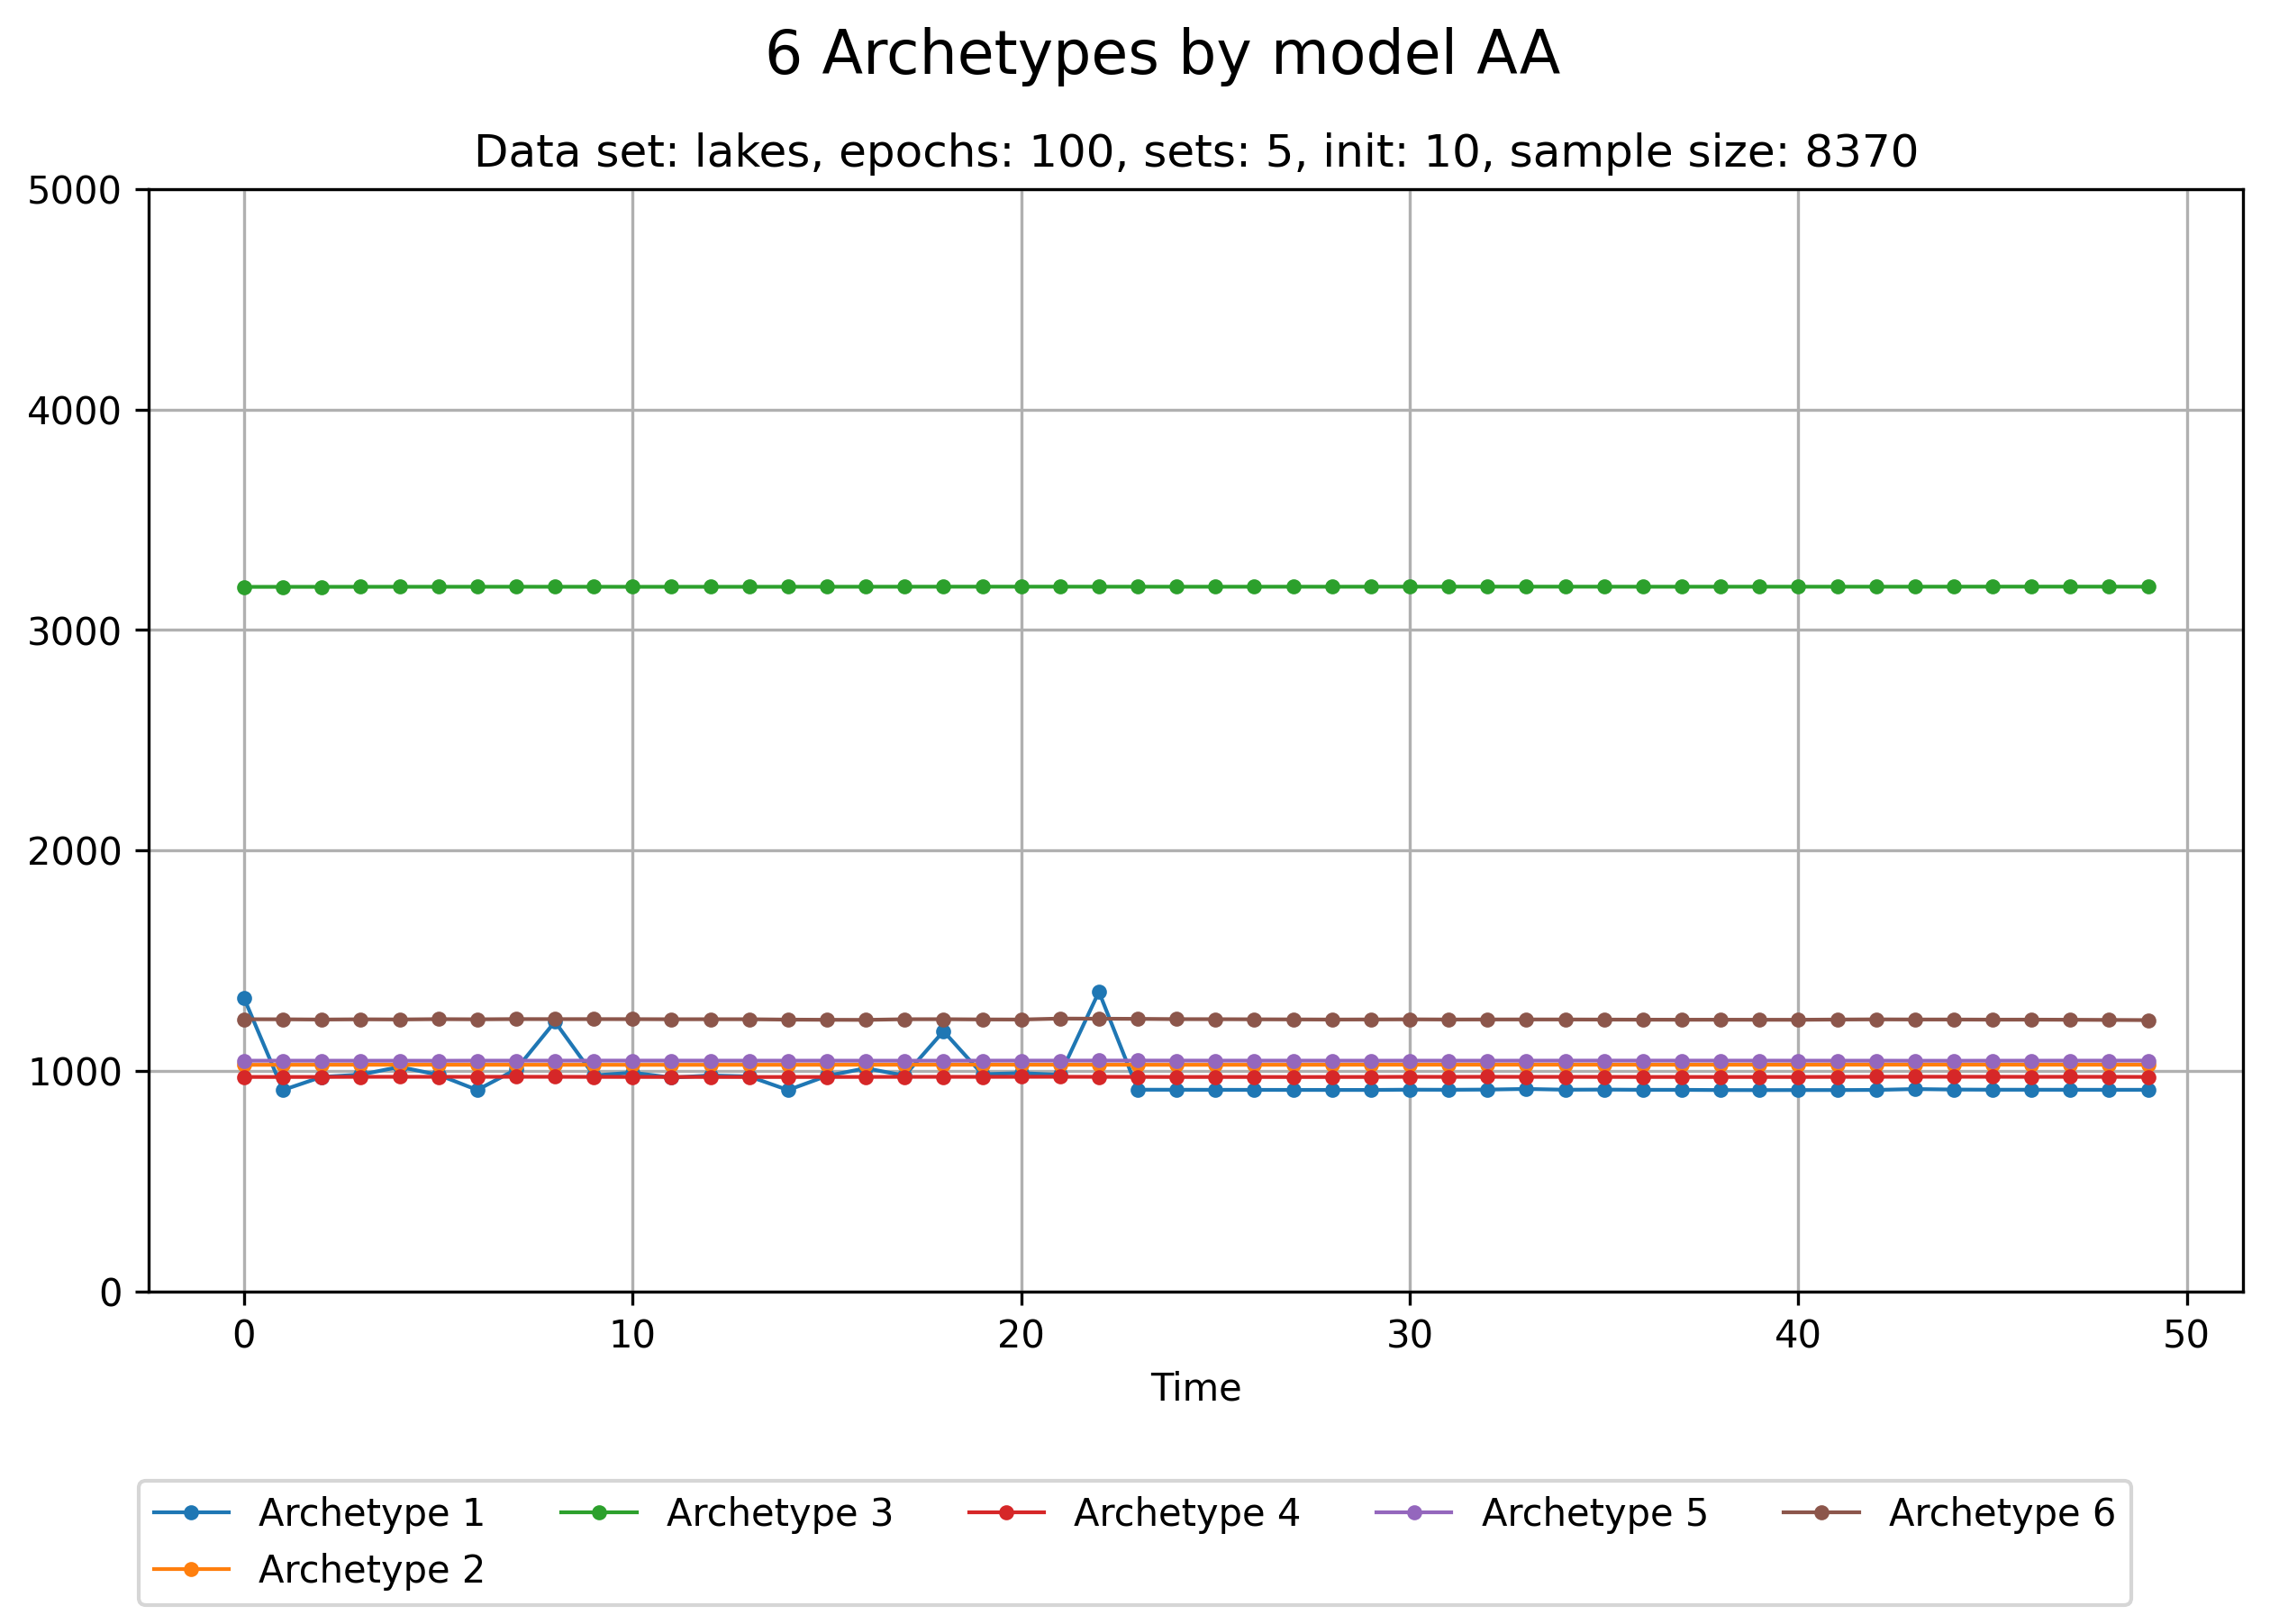 6 Archetypes by model AA
Data set: lakes, epochs: 100, sets: 5, init: 10, sample size: 8370
5000
4000
3000
2000
1000
0
0 10 20 30 40 50
Time
Archetype 1 Archetype 3 Archetype 4 Archetype 5 Archetype 6
Archetype 2